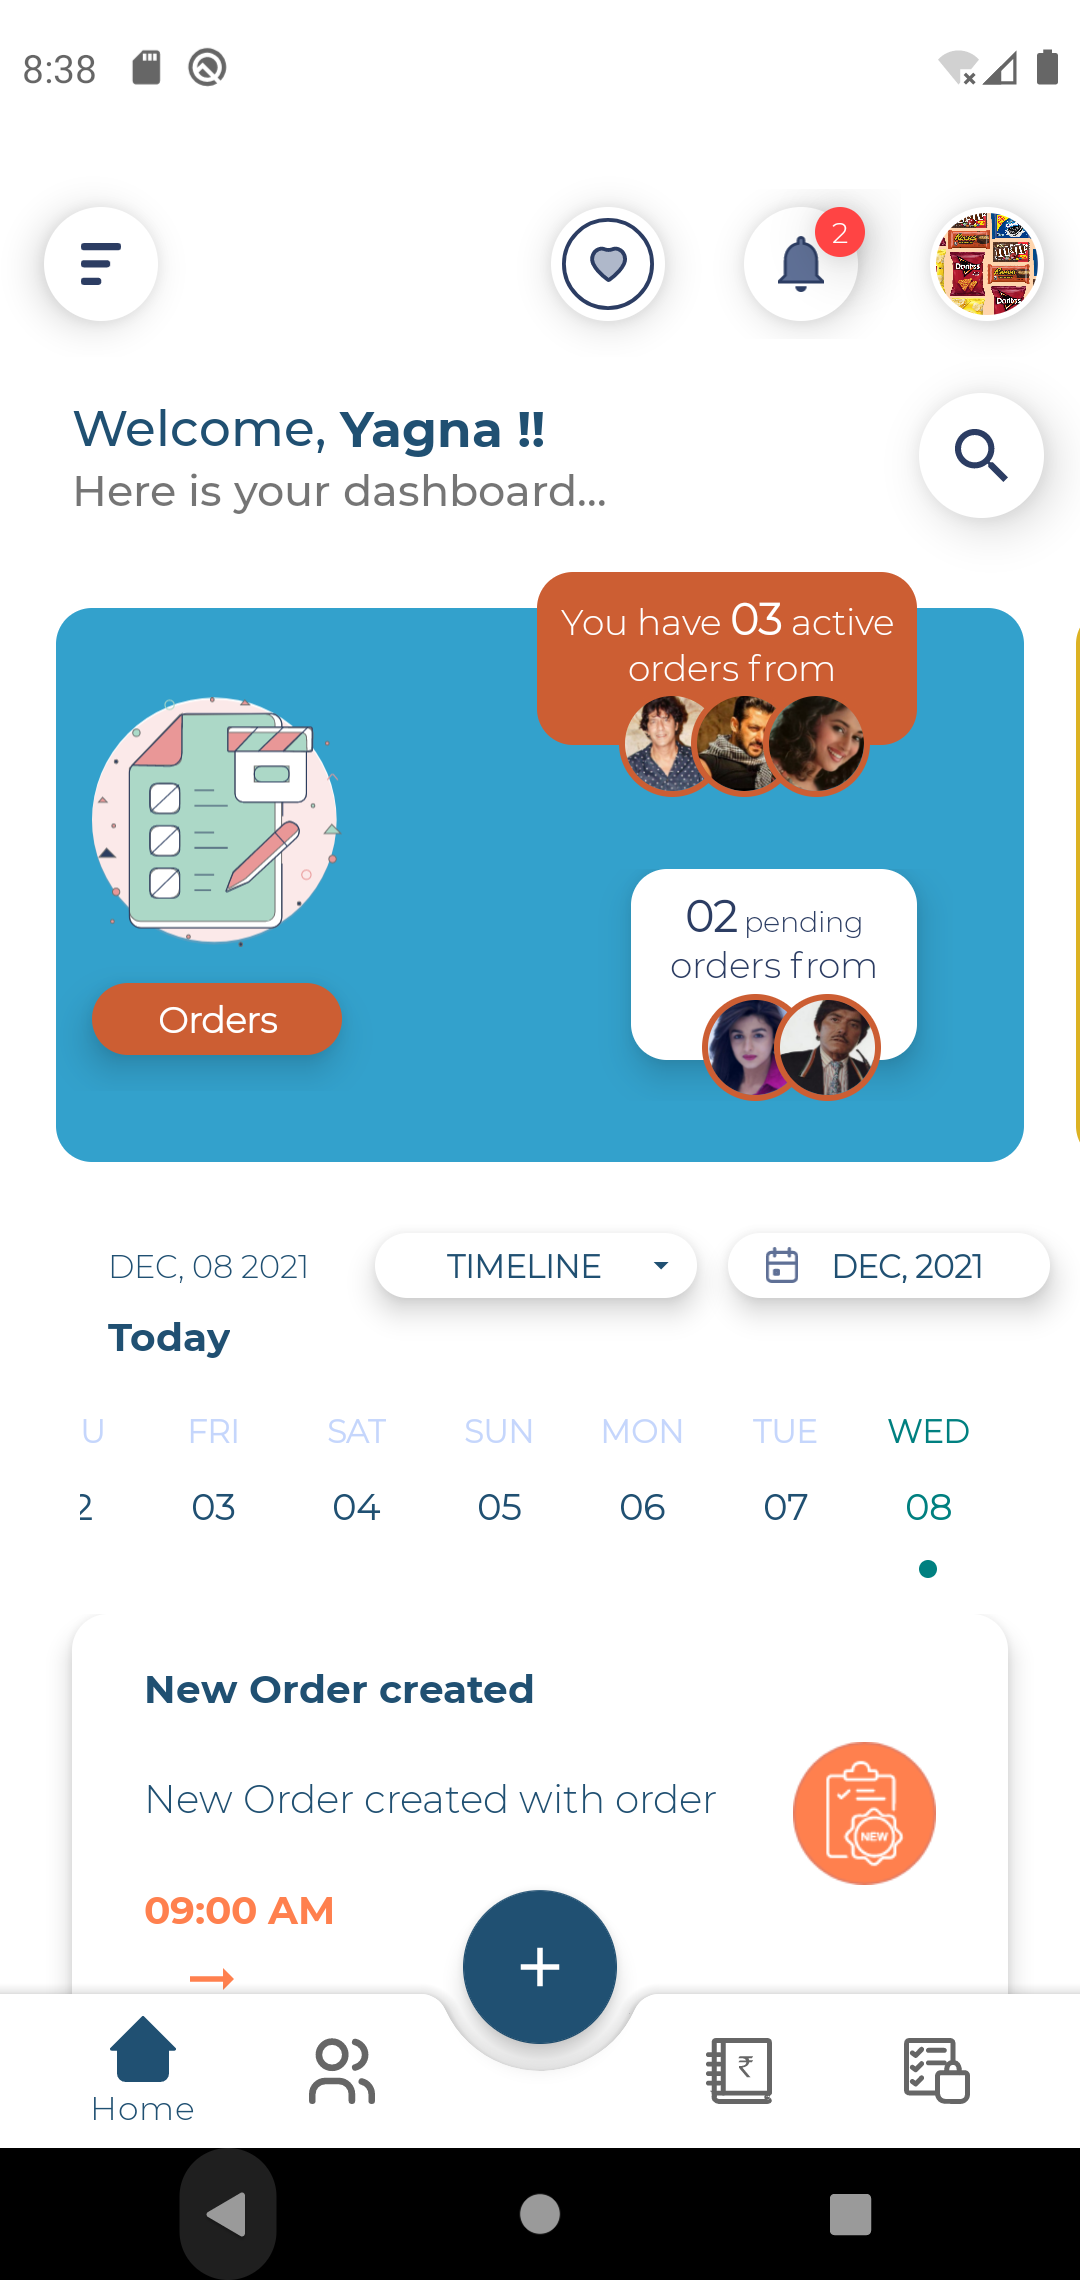 8:38
2
Doritos
Doritos
Welcome, Yagna !!
Here is your dashboard...
You have 03 active
orders from
02 pending
orders from
Orders
DEC, 08 2021
TIMELINE
DEC, 2021
Today
U FRI SAT SUN MON TUE WED
2 03 04 05 06 07 08
New Order created
New Order created with order
NEW
09:00 AM
+
₹
Home